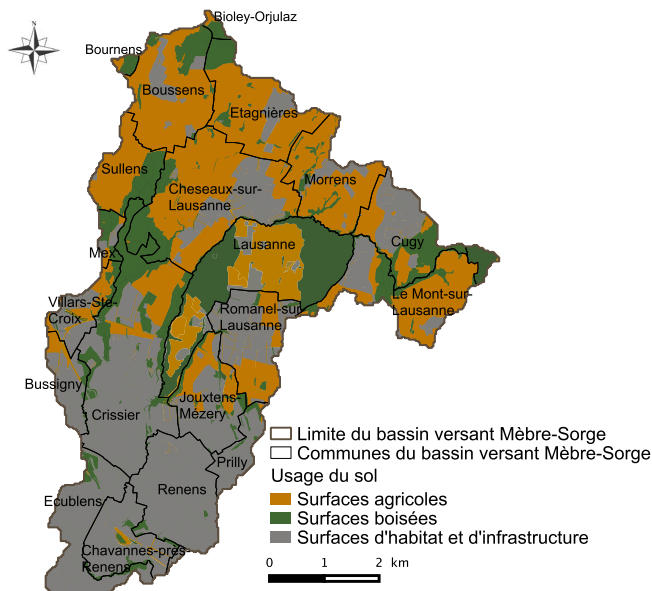 Bioley-Orjulaz
N
Bournens
Boussens
Etagnières
Sullens
Cheseaux-sur-
Lausanne
Morrens
Lausanne
Cugy
Mex
Villars-Ste-
Croix
Romanel-sur-
Lausanne
Le Mont-sur-
Lausanne
Bussigny
Crissier
Jouxtens-
Mézery
Prilly
Ecublens
Renens
Chavannes-près-
Renens
Limite du bassin versant Mèbre-Sorge
Communes du bassin versant Mèbre-Sorge
Usage du sol
Surfaces agricoles
Surfaces boisées
Surfaces d'habitat et d'infrastructure
0 1 2 km